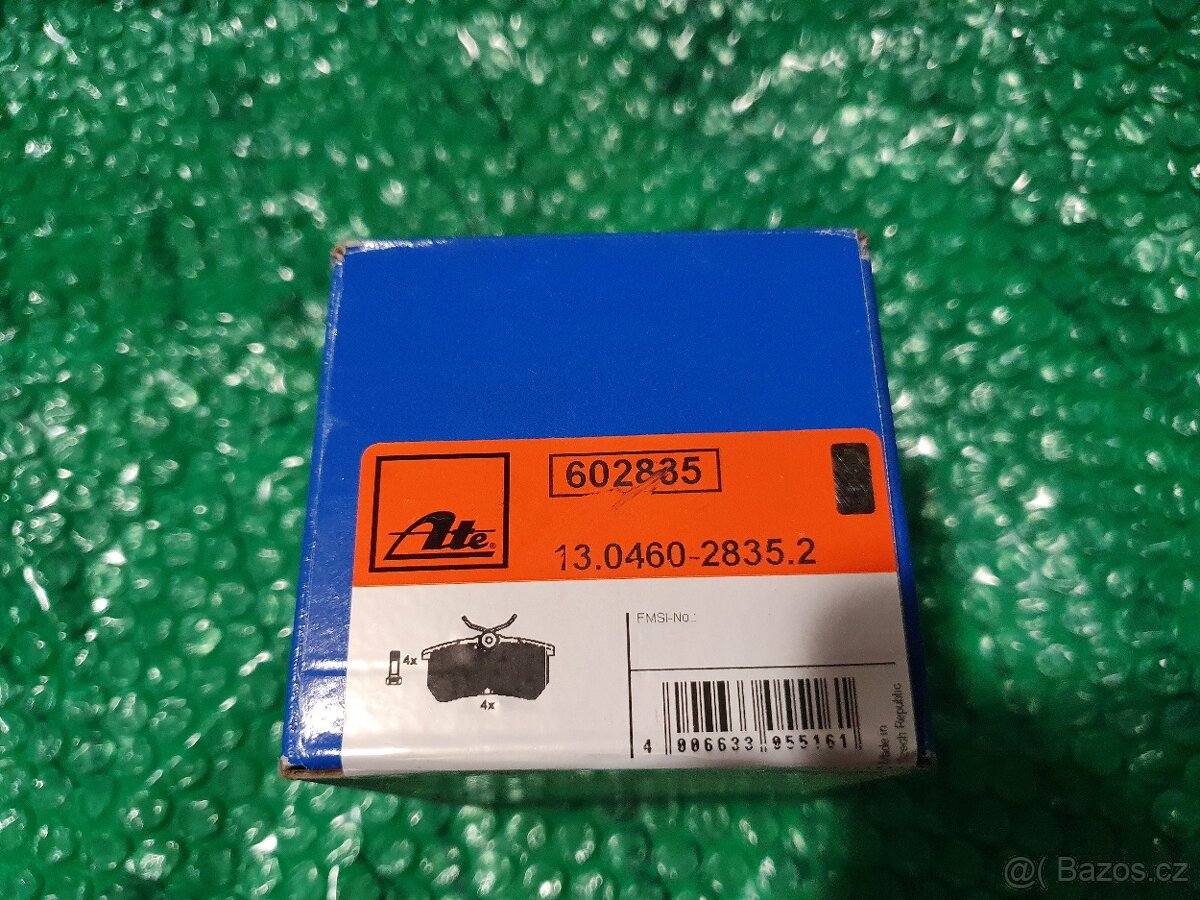 602835
Ate®
13.0460-2835.2
FMSI-No.:
4x
4x
4 006633 955161
Made in
Czech Republic
@( Bazos.cz